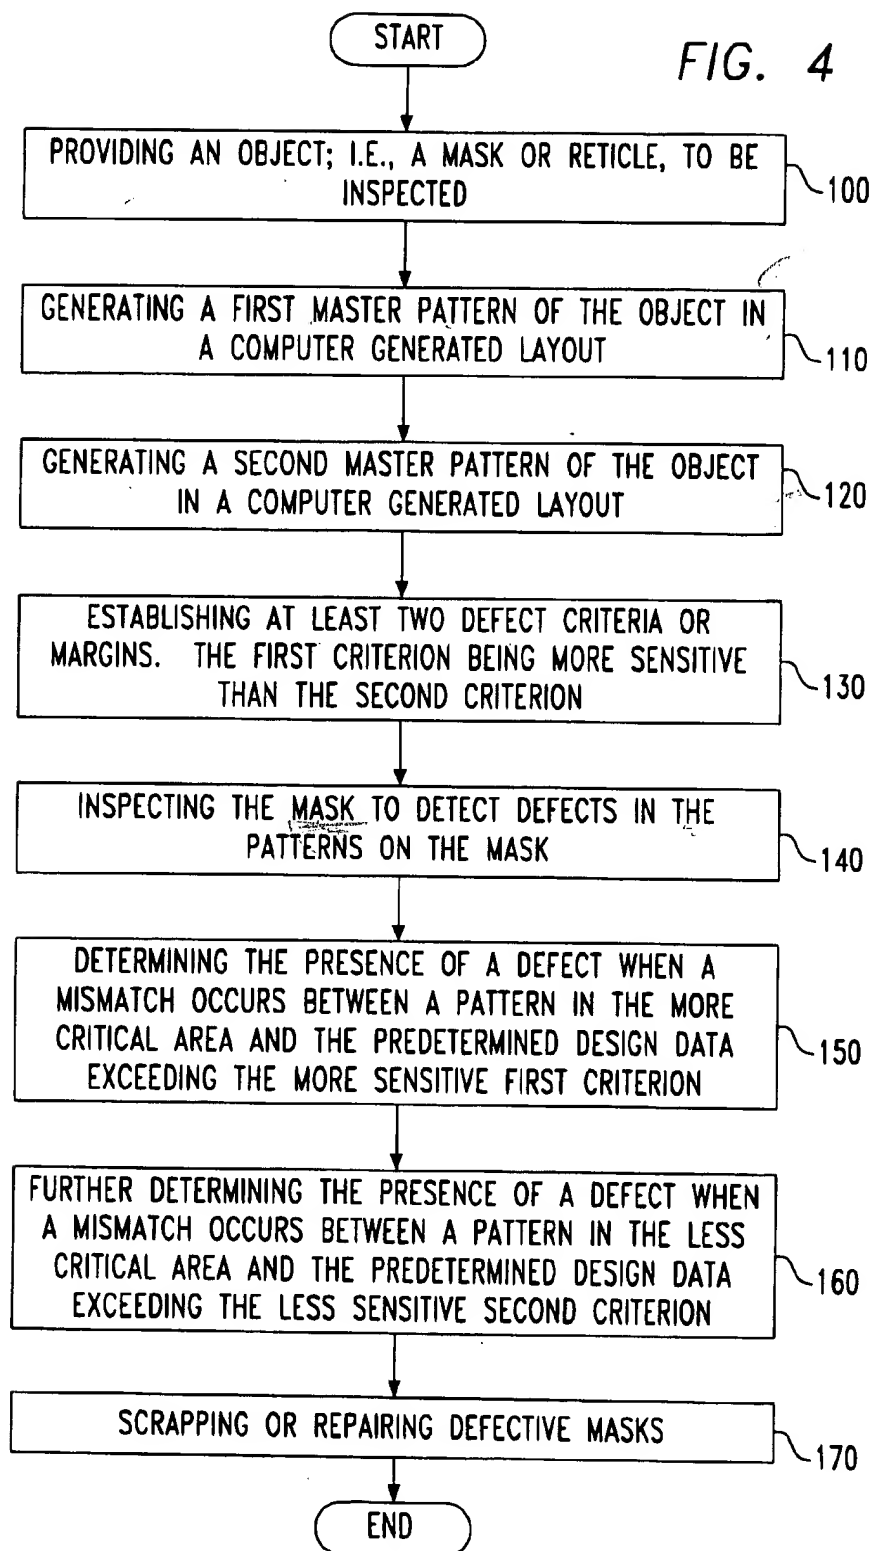 START
FIG. 4
PROVIDING AN OBJECT; I.E., A MASK OR RETICLE, TO BE
INSPECTED
100
GENERATING A FIRST MASTER PATTERN OF THE OBJECT IN
A COMPUTER GENERATED LAYOUT
110
GENERATING A SECOND MASTER PATTERN OF THE OBJECT
IN A COMPUTER GENERATED LAYOUT
120
ESTABLISHING AT LEAST TWO DEFECT CRITERIA OR
MARGINS. THE FIRST CRITERION BEING MORE SENSITIVE
THAN THE SECOND CRITERION
130
INSPECTING THE MASK TO DETECT DEFECTS IN THE
PATTERNS ON THE MASK
140
DETERMINING THE PRESENCE OF A DEFECT WHEN A
MISMATCH OCCURS BETWEEN A PATTERN IN THE MORE
CRITICAL AREA AND THE PREDETERMINED DESIGN DATA
EXCEEDING THE MORE SENSITIVE FIRST CRITERION
150
FURTHER DETERMINING THE PRESENCE OF A DEFECT WHEN
A MISMATCH OCCURS BETWEEN A PATTERN IN THE LESS
CRITICAL AREA AND THE PREDETERMINED DESIGN DATA
EXCEEDING THE LESS SENSITIVE SECOND CRITERION
160
SCRAPPING OR REPAIRING DEFECTIVE MASKS
170
END